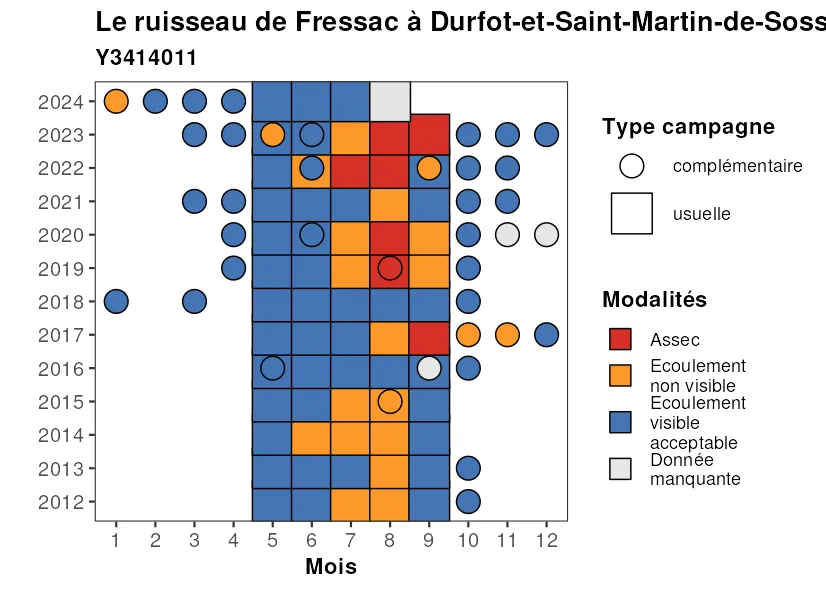 Le ruisseau de Fressac à Durfot-et-Saint-Martin-de-Soss
Y3414011
2024
2023
2022
2021
2020
2019
2018
2017
2016
2015
2014
2013
2012
1 2 3 4 5 6 7 8 9 10 11 12
Mois
Type campagne
complémentaire
usuelle
Modalités
Assec
Ecoulement
non visible
Ecoulement
visible
acceptable
Donnée
manquante